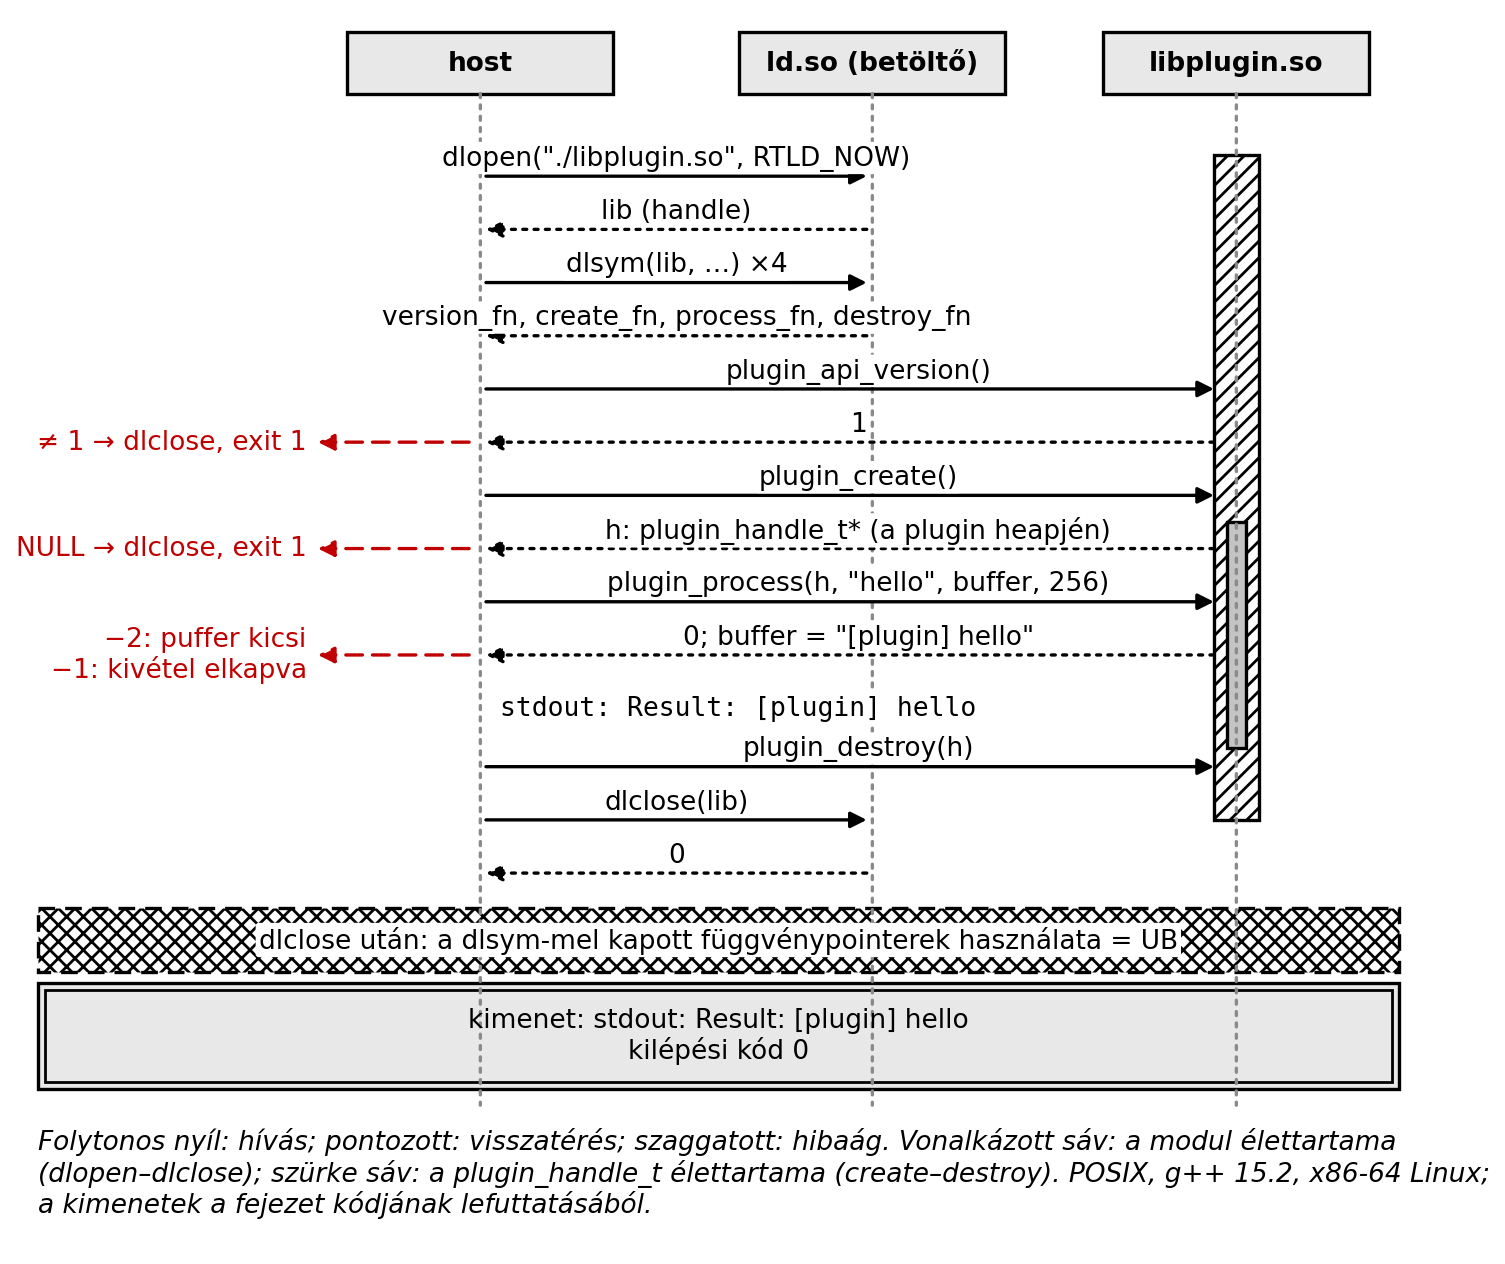 host
ld.so (betöltő)
libplugin.so
dlopen("./libplugin.so", RTLD_NOW)
lib (handle)
dlsym(lib, …) ×4
version_fn, create_fn, process_fn, destroy_fn
plugin_api_version()
1
≠ 1 → dlclose, exit 1
plugin_create()
h: plugin_handle_t* (a plugin heapjén)
NULL → dlclose, exit 1
plugin_process(h, "hello", buffer, 256)
0; buffer = "[plugin] hello"
−2: puffer kicsi
−1: kivétel elkapva
stdout: Result: [plugin] hello
plugin_destroy(h)
dlclose(lib)
0
dlclose után: a dlsym-mel kapott függvénypointerek használata = UB
kimenet: stdout: Result: [plugin] hello
kilépési kód 0
Folytonos nyíl: hívás; pontozott: visszatérés; szaggatott: hibaág. Vonalkázott sáv: a modul élettartama
(dlopen–dlclose); szürke sáv: a plugin_handle_t élettartama (create–destroy). POSIX, g++ 15.2, x86-64 Linux;
a kimenetek a fejezet kódjának lefuttatásából.